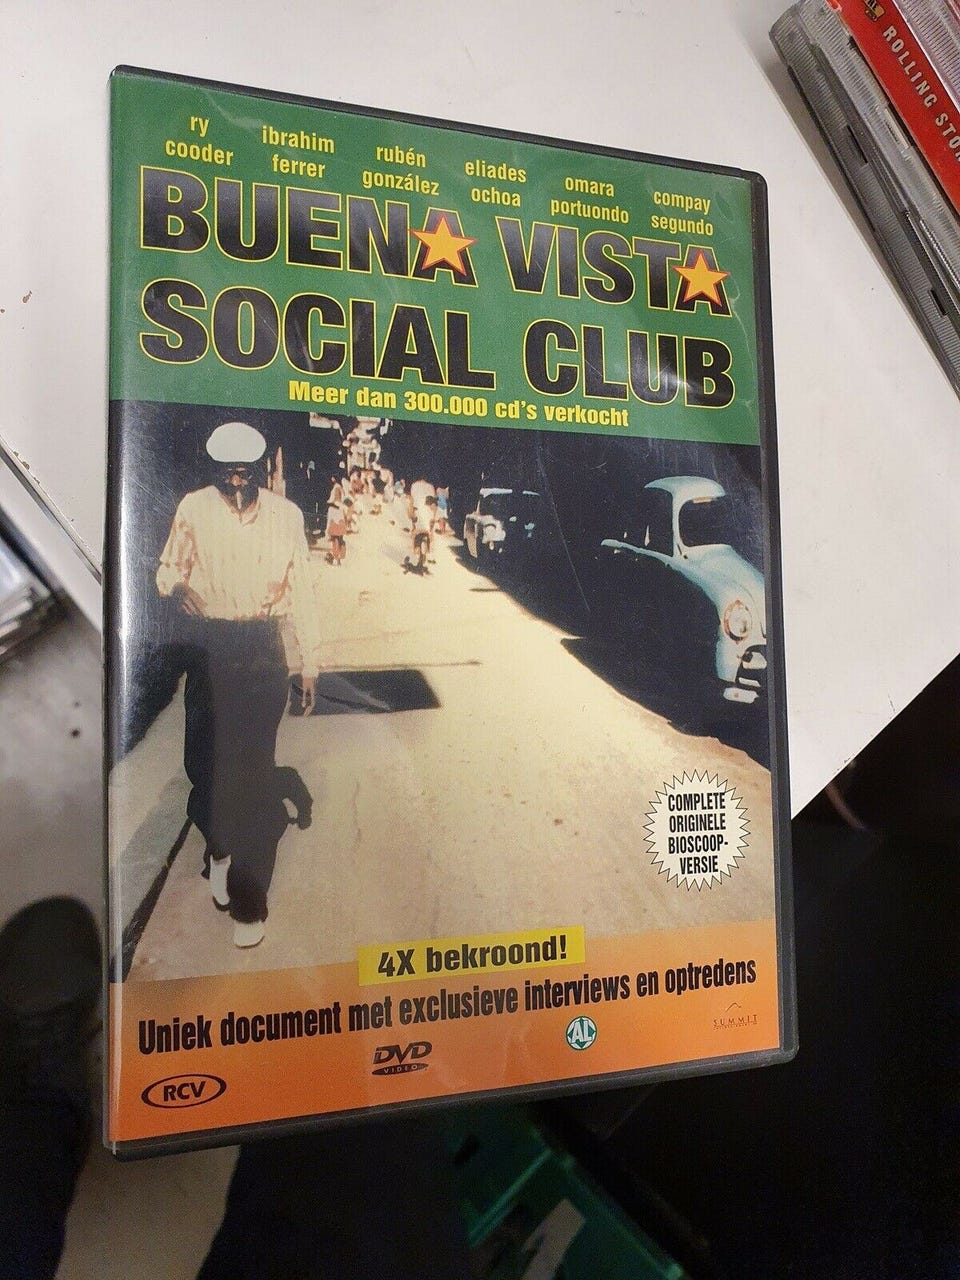 ry cooder
ibrahim ferrer
rubén gonzález
eliades ochoa
omara portuondo
compay segundo
BUENA VISTA
SOCIAL CLUB
Meer dan 300.000 cd's verkocht
COMPLETE
ORIGINELE
BIOSCOOP-
VERSIE
4X bekroond!
Uniek document met exclusieve interviews en optredens
RCV
DVD
VIDEO
AL
SUMMIT
ROLLING STON